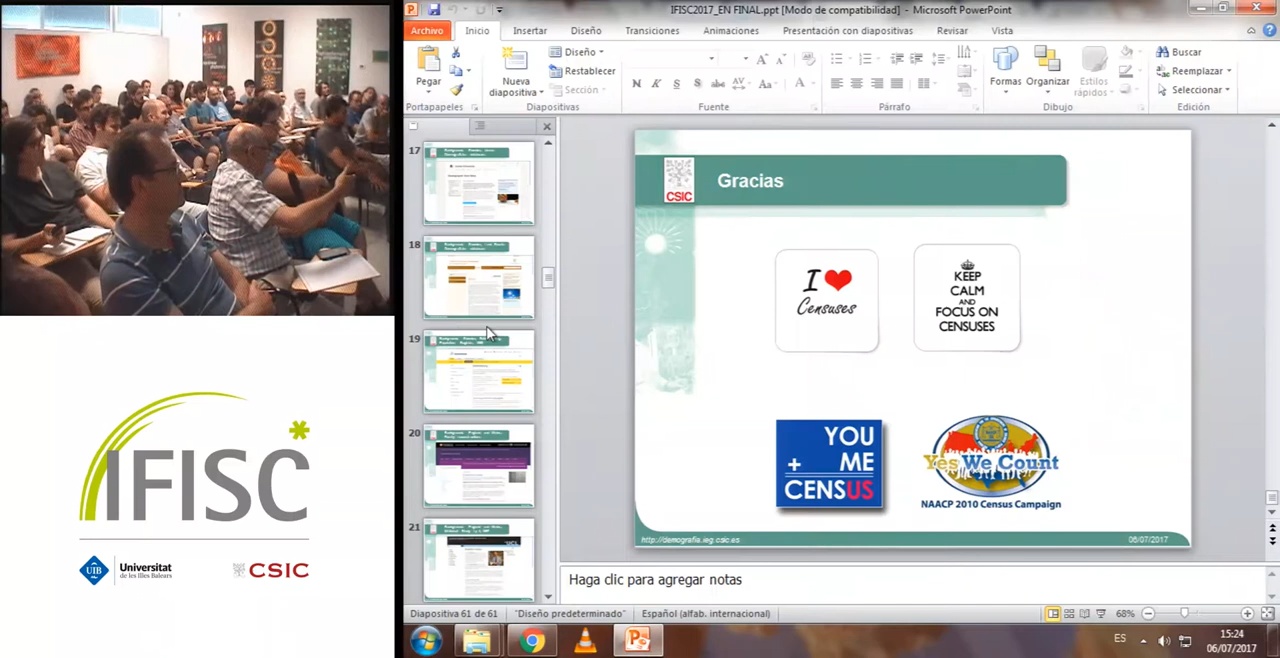 IFISC2017_EN FINAL.ppt [Modo de compatibilidad] - Microsoft PowerPoint
Archivo
Inicio
Insertar
Diseño
Transiciones
Animaciones
Presentación con diapositivas
Revisar
Vista
Pegar
Nueva
diapositiva
Diseño
Restablecer
Sección
N K S S abc AV Aa A
Formas
Organizar
Estilos
rápidos
Buscar
Reemplazar
Seleccionar
Portapapeles
Diapositivas
Fuente
Párrafo
Dibujo
Edición
17
18
19
20
21
CSIC
Gracias
I ❤
Censuses
KEEP
CALM
AND
FOCUS ON
CENSUSES
YOU
+ ME
CENSUS
Yes We Count
NAACP 2010 Census Campaign
http://demografia.ieg.csic.es
06/07/2017
Haga clic para agregar notas
Diapositiva 61 de 61
"Diseño predeterminado"
Español (alfab. internacional)
68%
ES
15:24
06/07/2017
IFISC
UIB
Universitat
de les Illes Balears
CSIC